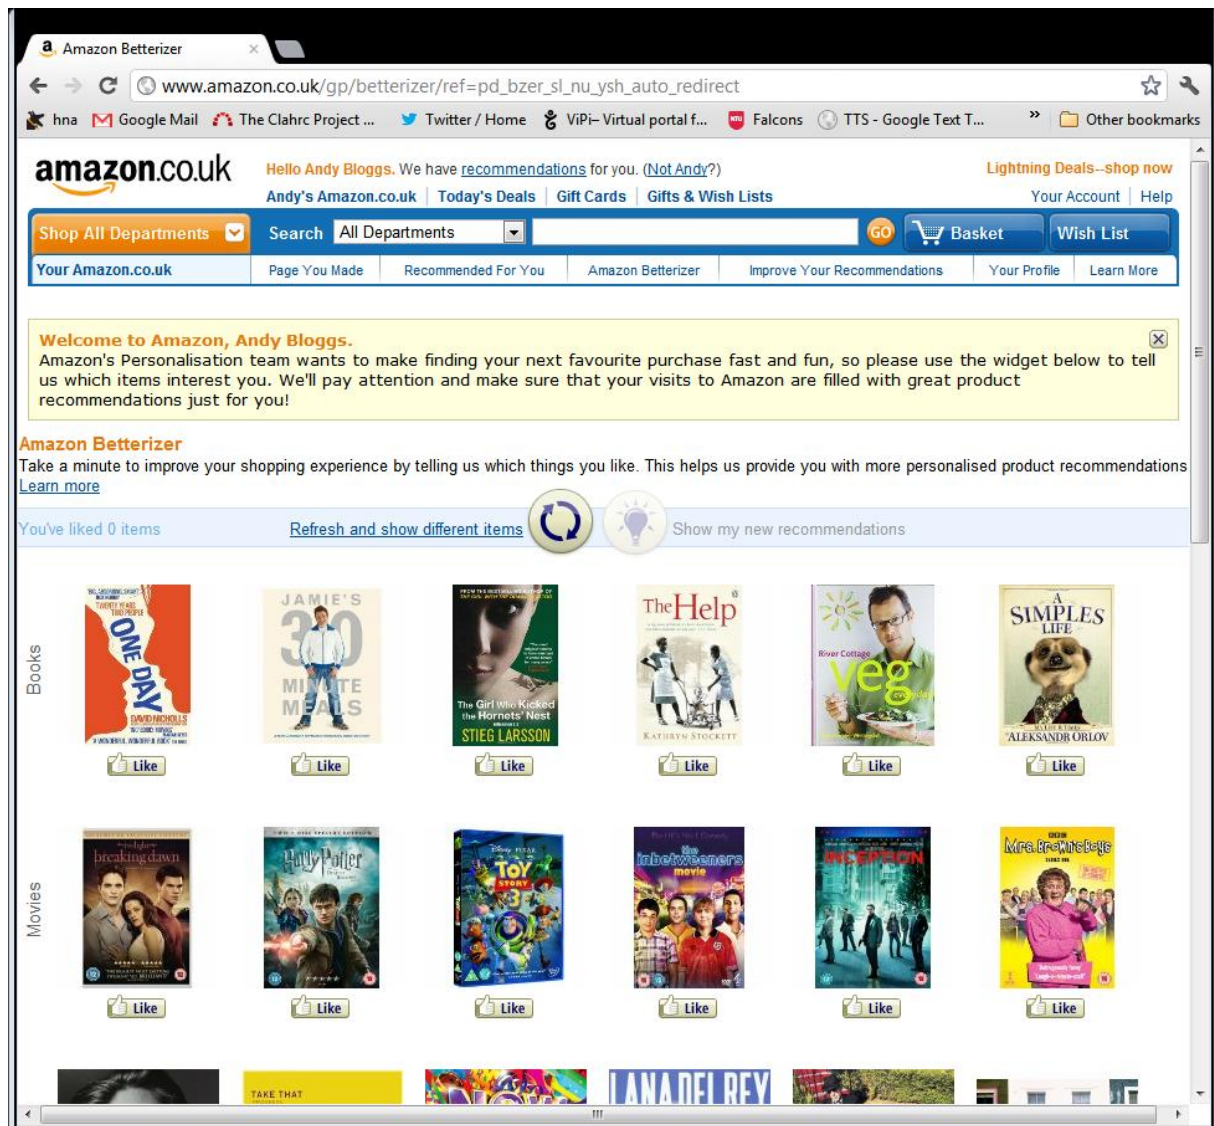 Amazon Betterizer
www.amazon.co.uk/gp/betterizer/ref=pd_bzer_sl_nu_ysh_auto_redirect
hna Google Mail The Clahrc Project ... Twitter / Home ViPi– Virtual portal f... Falcons TTS - Google Text T... » Other bookmarks
amazon.co.uk
Hello Andy Bloggs. We have recommendations for you. (Not Andy?)
Lightning Deals--shop now
Andy's Amazon.co.uk Today's Deals Gift Cards Gifts & Wish Lists
Your Account Help
Shop All Departments Search All Departments GO Basket Wish List
Your Amazon.co.uk Page You Made Recommended For You Amazon Betterizer Improve Your Recommendations Your Profile Learn More
Welcome to Amazon, Andy Bloggs.
Amazon's Personalisation team wants to make finding your next favourite purchase fast and fun, so please use the widget below to tell
us which items interest you. We'll pay attention and make sure that your visits to Amazon are filled with great product
recommendations just for you!
Amazon Betterizer
Take a minute to improve your shopping experience by telling us which things you like. This helps us provide you with more personalised product recommendations
Learn more
You've liked 0 items Refresh and show different items Show my new recommendations
Books
TWENTY YEARS
TWO PEOPLE
ONE DAY
DAVID NICHOLLS
JAMIE'S
30
MINUTE
MEALS
The Girl Who Kicked
the Hornets' Nest
STIEG LARSSON
The Help
KATHRYN STOCKETT
River Cottage
veg
everyday
A
SIMPLES
LIFE
ALEKSANDR ORLOV
Like Like Like Like Like Like
Movies
twilight
breaking dawn
Harry Potter
Disney PIXAR
TOY
STORY
3
the
inbetweeners
movie
INCEPTION
BBC
Mrs. Brown's Boys
Like Like Like Like Like Like
TAKE THAT
NOW
LANA DEL REY